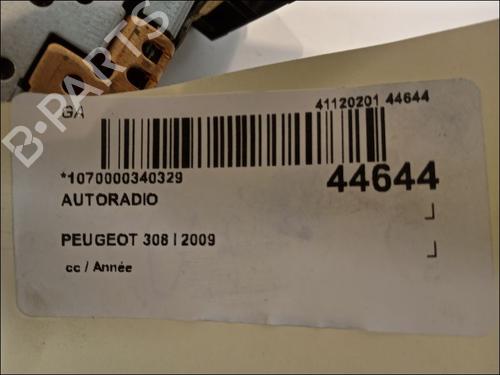 GA
41120201 44644
*1070000340329
44644
AUTORADIO
PEUGEOT 308 I 2009
cc / Année
B-PARTS